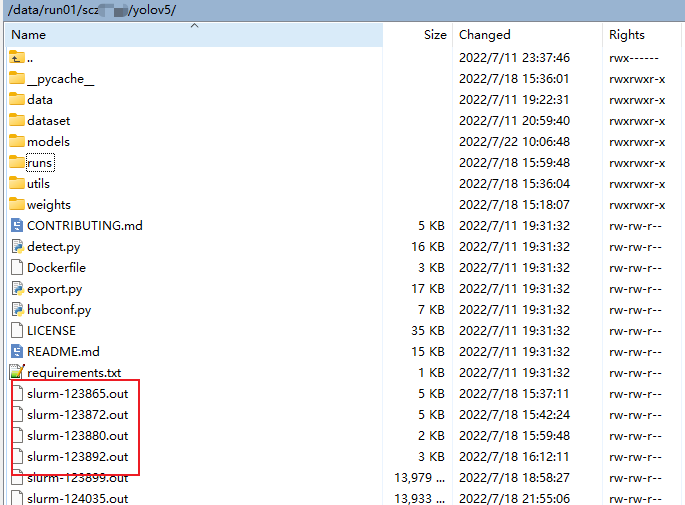 /data/run01/scz /yolov5/
Name Size Changed Rights
.. 2022/7/11 23:37:46 rwx------
__pycache__ 2022/7/18 15:36:01 rwxrwxr-x
data 2022/7/11 19:22:31 rwxrwxr-x
dataset 2022/7/11 20:59:40 rwxrwxr-x
models 2022/7/22 10:06:48 rwxrwxr-x
runs 2022/7/18 15:59:48 rwxrwxr-x
utils 2022/7/18 15:36:04 rwxrwxr-x
weights 2022/7/18 15:18:07 rwxrwxr-x
CONTRIBUTING.md 5 KB 2022/7/11 19:31:32 rw-rw-r--
detect.py 16 KB 2022/7/11 19:31:32 rw-rw-r--
Dockerfile 3 KB 2022/7/11 19:31:32 rw-rw-r--
export.py 17 KB 2022/7/11 19:31:32 rw-rw-r--
hubconf.py 7 KB 2022/7/11 19:31:32 rw-rw-r--
LICENSE 35 KB 2022/7/11 19:31:32 rw-rw-r--
README.md 15 KB 2022/7/11 19:31:32 rw-rw-r--
requirements.txt 1 KB 2022/7/11 19:31:32 rw-rw-r--
slurm-123865.out 5 KB 2022/7/18 15:37:11 rw-rw-r--
slurm-123872.out 5 KB 2022/7/18 15:42:24 rw-rw-r--
slurm-123880.out 2 KB 2022/7/18 15:59:48 rw-rw-r--
slurm-123892.out 3 KB 2022/7/18 16:12:11 rw-rw-r--
slurm-123899.out 13,979 ... 2022/7/18 18:58:27 rw-rw-r--
slurm-124035.out 13,933 ... 2022/7/18 21:55:06 rw-rw-r--